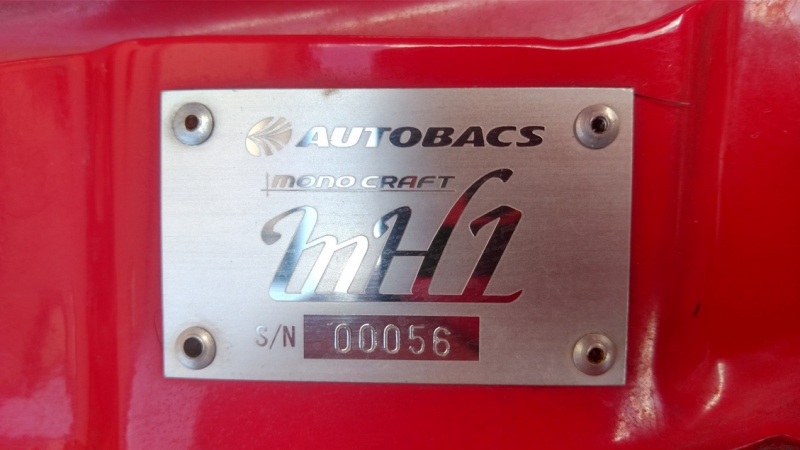 AUTOBACS
MONO CRAFT
mH1
S/N 00056